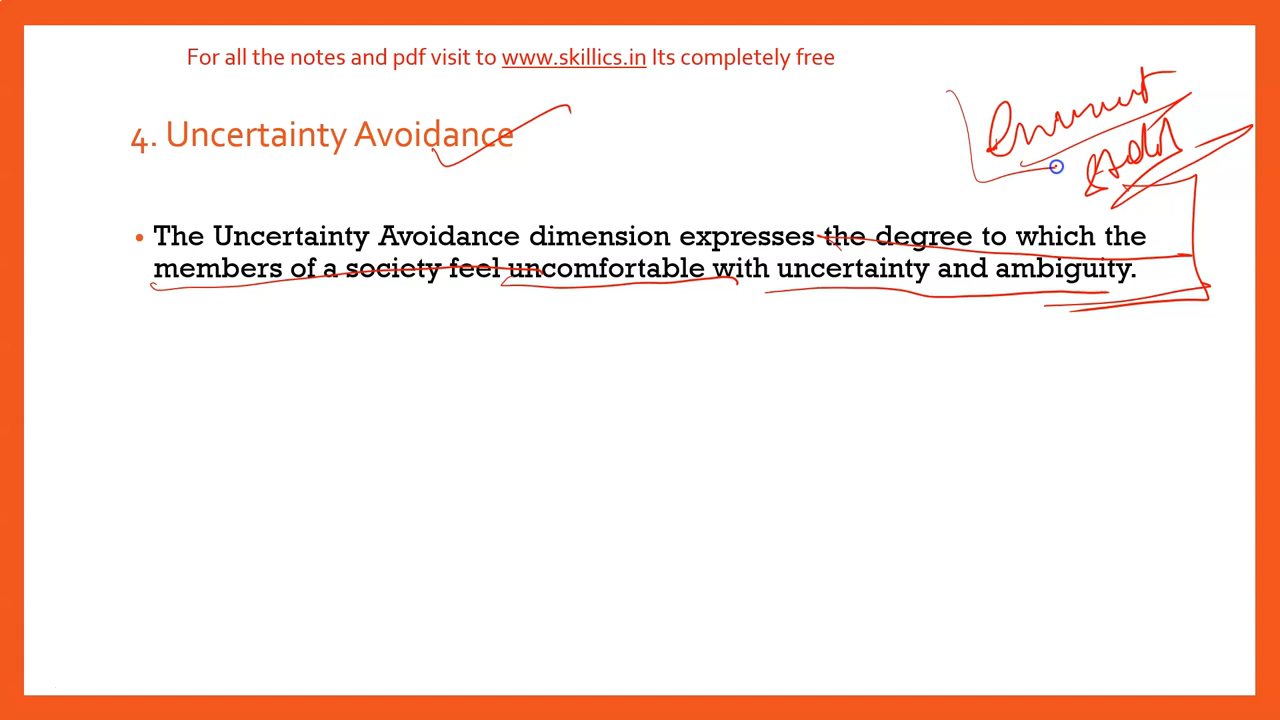 For all the notes and pdf visit to www.skillics.in Its completely free
4. Uncertainty Avoidance
• The Uncertainty Avoidance dimension expresses the degree to which the
members of a society feel uncomfortable with uncertainty and ambiguity.